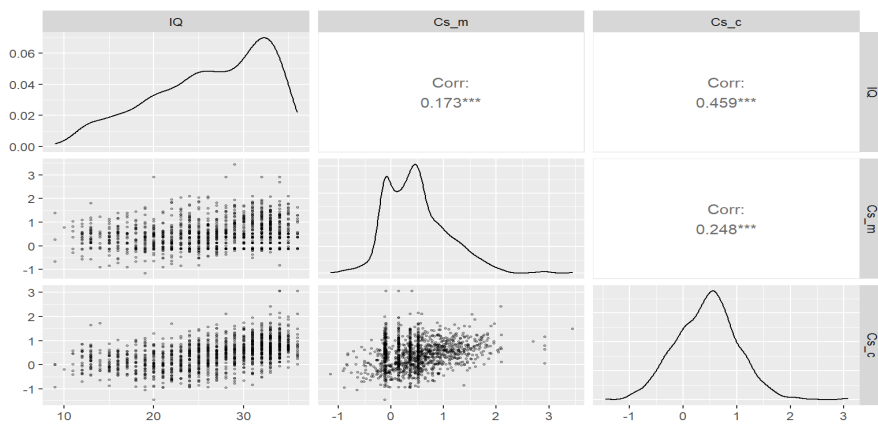 IQ Cs_m Cs_c
0.06
0.04
0.02
0.00
Corr:
0.173***
Corr:
0.459***
IQ
3
2
1
0
-1
Corr:
0.248***
Cs_m
3
2
1
0
-1
Cs_c
10 20 30 -1 0 1 2 3 -1 0 1 2 3